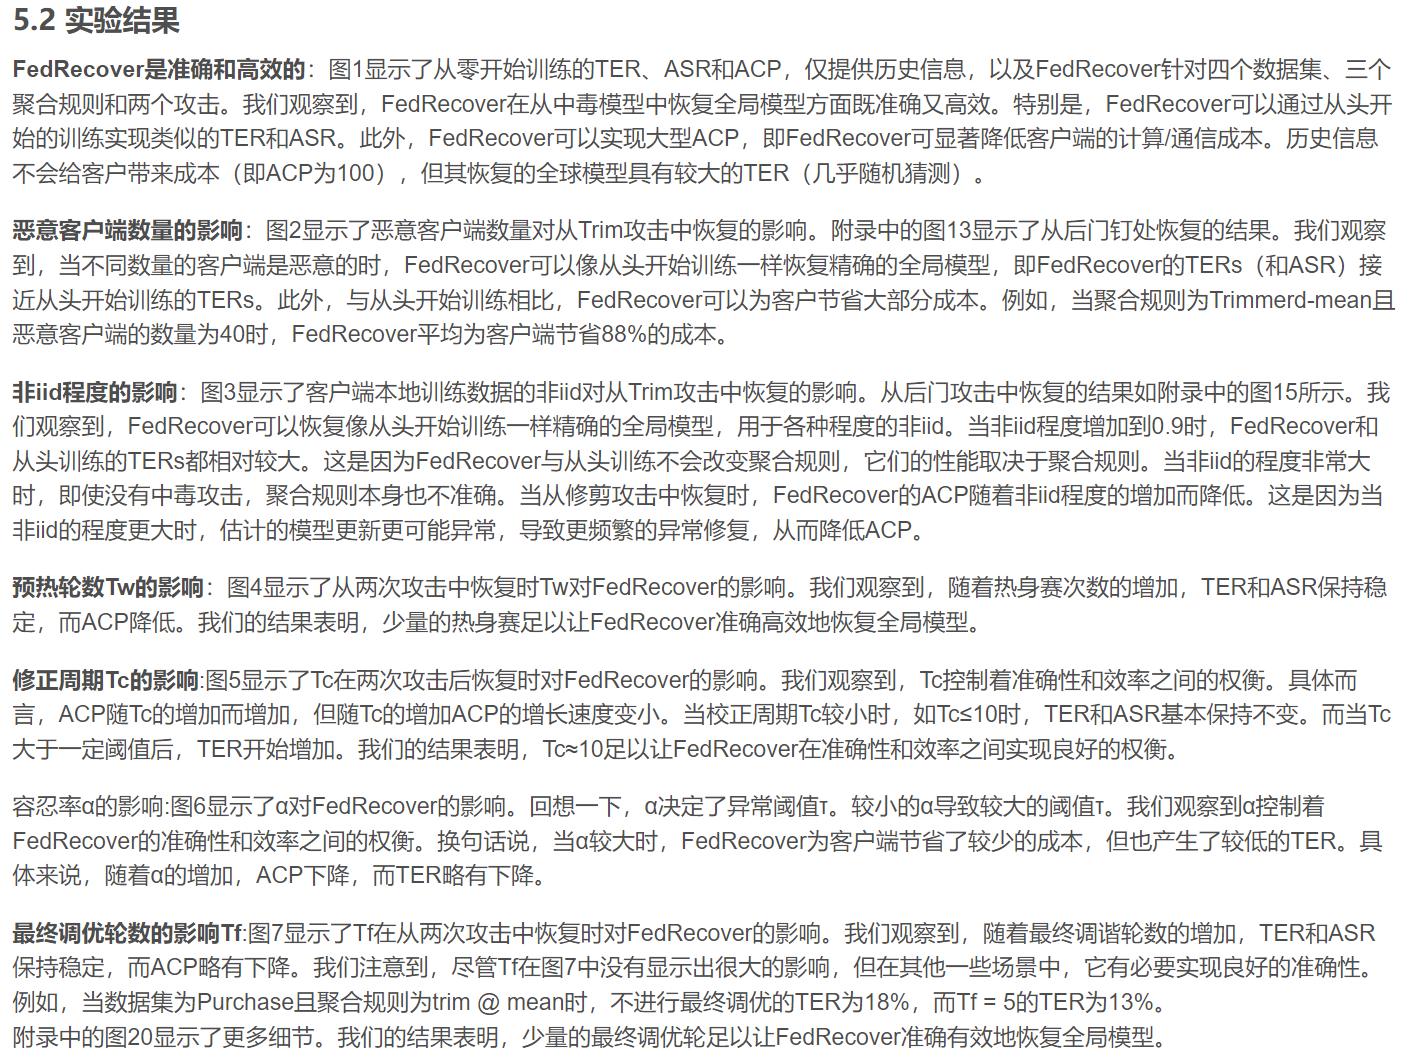 5.2 实验结果
FedRecover是准确和高效的：图1显示了从零开始训练的TER、ASR和ACP，仅提供历史信息，以及FedRecover针对四个数据集、三个
聚合规则和两个攻击。我们观察到，FedRecover在从中毒模型中恢复全局模型方面既准确又高效。特别是，FedRecover可以通过从头开
始的训练实现类似的TER和ASR。此外，FedRecover可以实现大型ACP，即FedRecover可显著降低客户端的计算/通信成本。历史信息
不会给客户带来成本（即ACP为100），但其恢复的全球模型具有较大的TER（几乎随机猜测）。
恶意客户端数量的影响：图2显示了恶意客户端数量对从Trim攻击中恢复的影响。附录中的图13显示了从后门钉处恢复的结果。我们观察
到，当不同数量的客户端是恶意的时，FedRecover可以像从头开始训练一样恢复精确的全局模型，即FedRecover的TERs（和ASR）接
近从头开始训练的TERs。此外，与从头开始训练相比，FedRecover可以为客户节省大部分成本。例如，当聚合规则为Trimmerd-mean且
恶意客户端的数量为40时，FedRecover平均为客户端节省88%的成本。
非iid程度的影响：图3显示了客户端本地训练数据的非iid对从Trim攻击中恢复的影响。从后门攻击中恢复的结果如附录中的图15所示。我
们观察到，FedRecover可以恢复像从头开始训练一样精确的全局模型，用于各种程度的非iid。当非iid程度增加到0.9时，FedRecover和
从头训练的TERs都相对较大。这是因为FedRecover与从头训练不会改变聚合规则，它们的性能取决于聚合规则。当非iid的程度非常大
时，即使没有中毒攻击，聚合规则本身也不准确。当从修剪攻击中恢复时，FedRecover的ACP随着非iid程度的增加而降低。这是因为当
非iid的程度更大时，估计的模型更新更可能异常，导致更频繁的异常修复，从而降低ACP。
预热轮数Tw的影响：图4显示了从两次攻击中恢复时Tw对FedRecover的影响。我们观察到，随着热身赛次数的增加，TER和ASR保持稳
定，而ACP降低。我们的结果表明，少量的热身赛足以让FedRecover准确高效地恢复全局模型。
修正周期Tc的影响:图5显示了Tc在两次攻击后恢复时对FedRecover的影响。我们观察到，Tc控制着准确性和效率之间的权衡。具体而
言，ACP随Tc的增加而增加，但随Tc的增加ACP的增长速度变小。当校正周期Tc较小时，如Tc≤10时，TER和ASR基本保持不变。而当Tc
大于一定阈值后，TER开始增加。我们的结果表明，Tc≈10足以让FedRecover在准确性和效率之间实现良好的权衡。
容忍率α的影响:图6显示了α对FedRecover的影响。回想一下，α决定了异常阈值τ。较小的α导致较大的阈值τ。我们观察到α控制着
FedRecover的准确性和效率之间的权衡。换句话说，当α较大时，FedRecover为客户端节省了较少的成本，但也产生了较低的TER。具
体来说，随着α的增加，ACP下降，而TER略有下降。
最终调优轮数的影响Tf:图7显示了Tf在从两次攻击中恢复时对FedRecover的影响。我们观察到，随着最终调谐轮数的增加，TER和ASR
保持稳定，而ACP略有下降。我们注意到，尽管Tf在图7中没有显示出很大的影响，但在其他一些场景中，它有必要实现良好的准确性。
例如，当数据集为Purchase且聚合规则为trim @ mean时，不进行最终调优的TER为18%，而Tf = 5的TER为13%。
附录中的图20显示了更多细节。我们的结果表明，少量的最终调优轮足以让FedRecover准确有效地恢复全局模型。